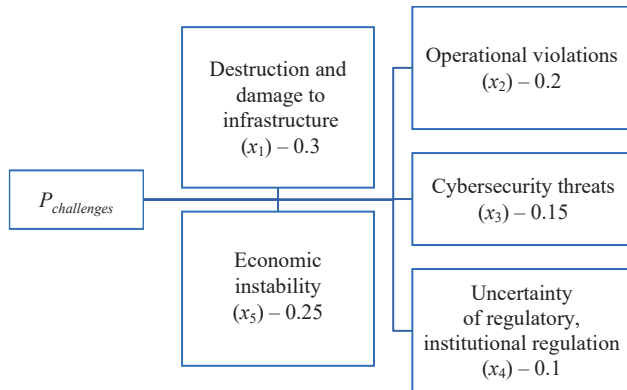 P_challenges
Destruction and
damage to
infrastructure
(x₁) – 0.3
Economic
instability
(x₅) – 0.25
Operational violations
(x₂) – 0.2
Cybersecurity threats
(x₃) – 0.15
Uncertainty
of regulatory,
institutional regulation
(x₄) – 0.1